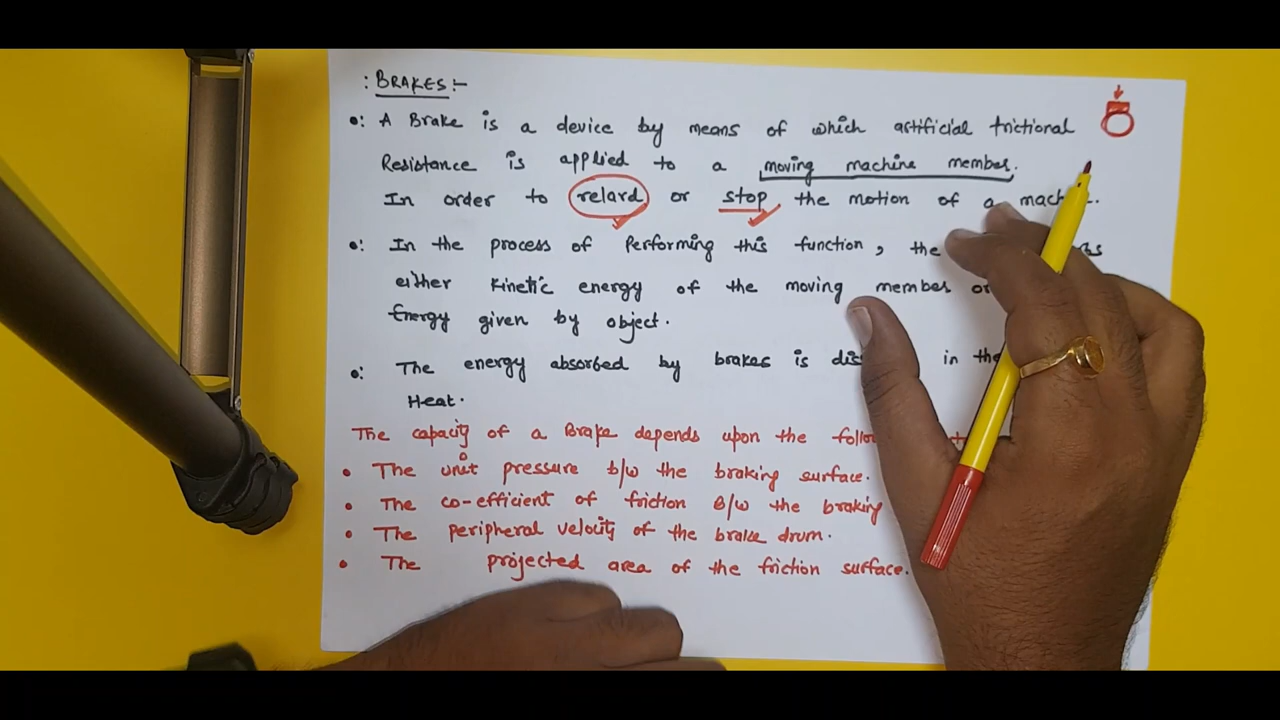 : BRAKES :-
•: A Brake is a device by means of which artificial frictional
Resistance is applied to a moving machine member.
In order to relard or stop the motion of a
•: In the process of Performing this function, the
either Kinetic energy of the moving member or
Energy given by object.
•: The energy absorbed by brakes is in the
Heat.
The capacity of a Brake depends upon the
• The unit pressure b/w the braking surface.
• The co-efficient of friction B/w the braking
• The peripheral velocity of the brake drum.
• The projected area of the friction surface.